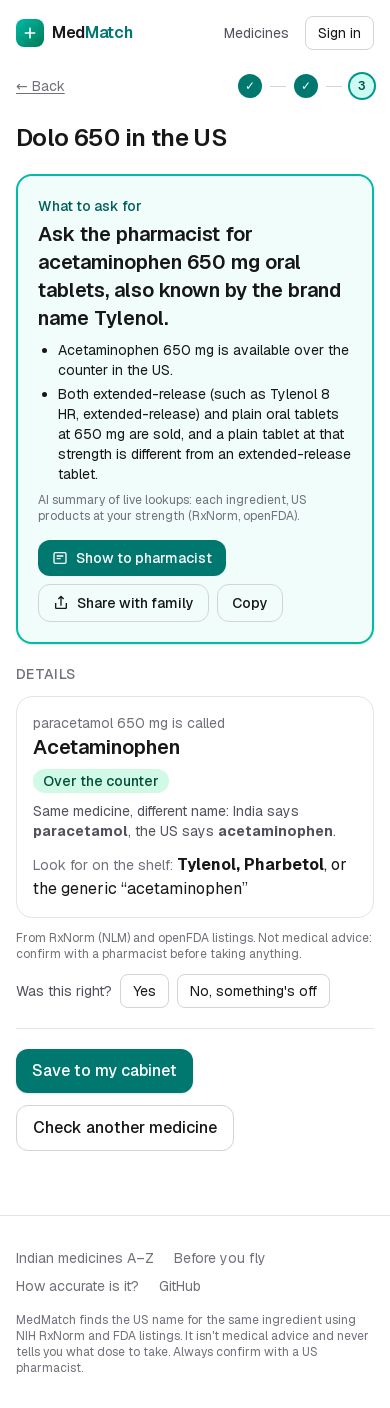 MedMatch
Medicines
Sign in
← Back
✓
✓
3
Dolo 650 in the US
What to ask for
Ask the pharmacist for
acetaminophen 650 mg oral
tablets, also known by the brand
name Tylenol.
• Acetaminophen 650 mg is available over the
counter in the US.
• Both extended-release (such as Tylenol 8
HR, extended-release) and plain oral tablets
at 650 mg are sold, and a plain tablet at that
strength is different from an extended-release
tablet.
AI summary of live lookups: each ingredient, US
products at your strength (RxNorm, openFDA).
Show to pharmacist
Share with family
Copy
DETAILS
paracetamol 650 mg is called
Acetaminophen
Over the counter
Same medicine, different name: India says
paracetamol, the US says acetaminophen.
Look for on the shelf: Tylenol, Pharbetol, or
the generic “acetaminophen”
From RxNorm (NLM) and openFDA listings. Not medical advice:
confirm with a pharmacist before taking anything.
Was this right?
Yes
No, something's off
Save to my cabinet
Check another medicine
Indian medicines A–Z
Before you fly
How accurate is it?
GitHub
MedMatch finds the US name for the same ingredient using
NIH RxNorm and FDA listings. It isn't medical advice and never
tells you what dose to take. Always confirm with a US
pharmacist.